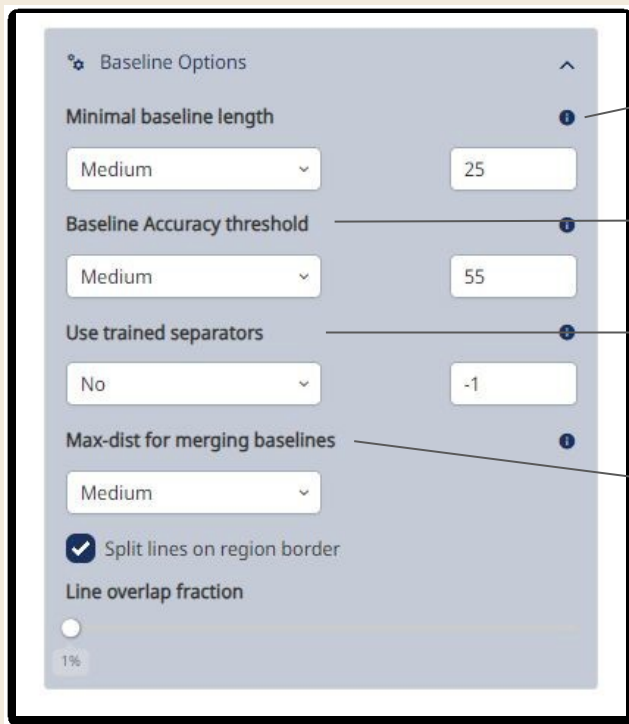 Baseline Options
Minimal baseline length
Medium 25
Baseline Accuracy threshold
Medium 55
Use trained separators
No -1
Max-dist for merging baselines
Medium
Split lines on region border
Line overlap fraction
1%